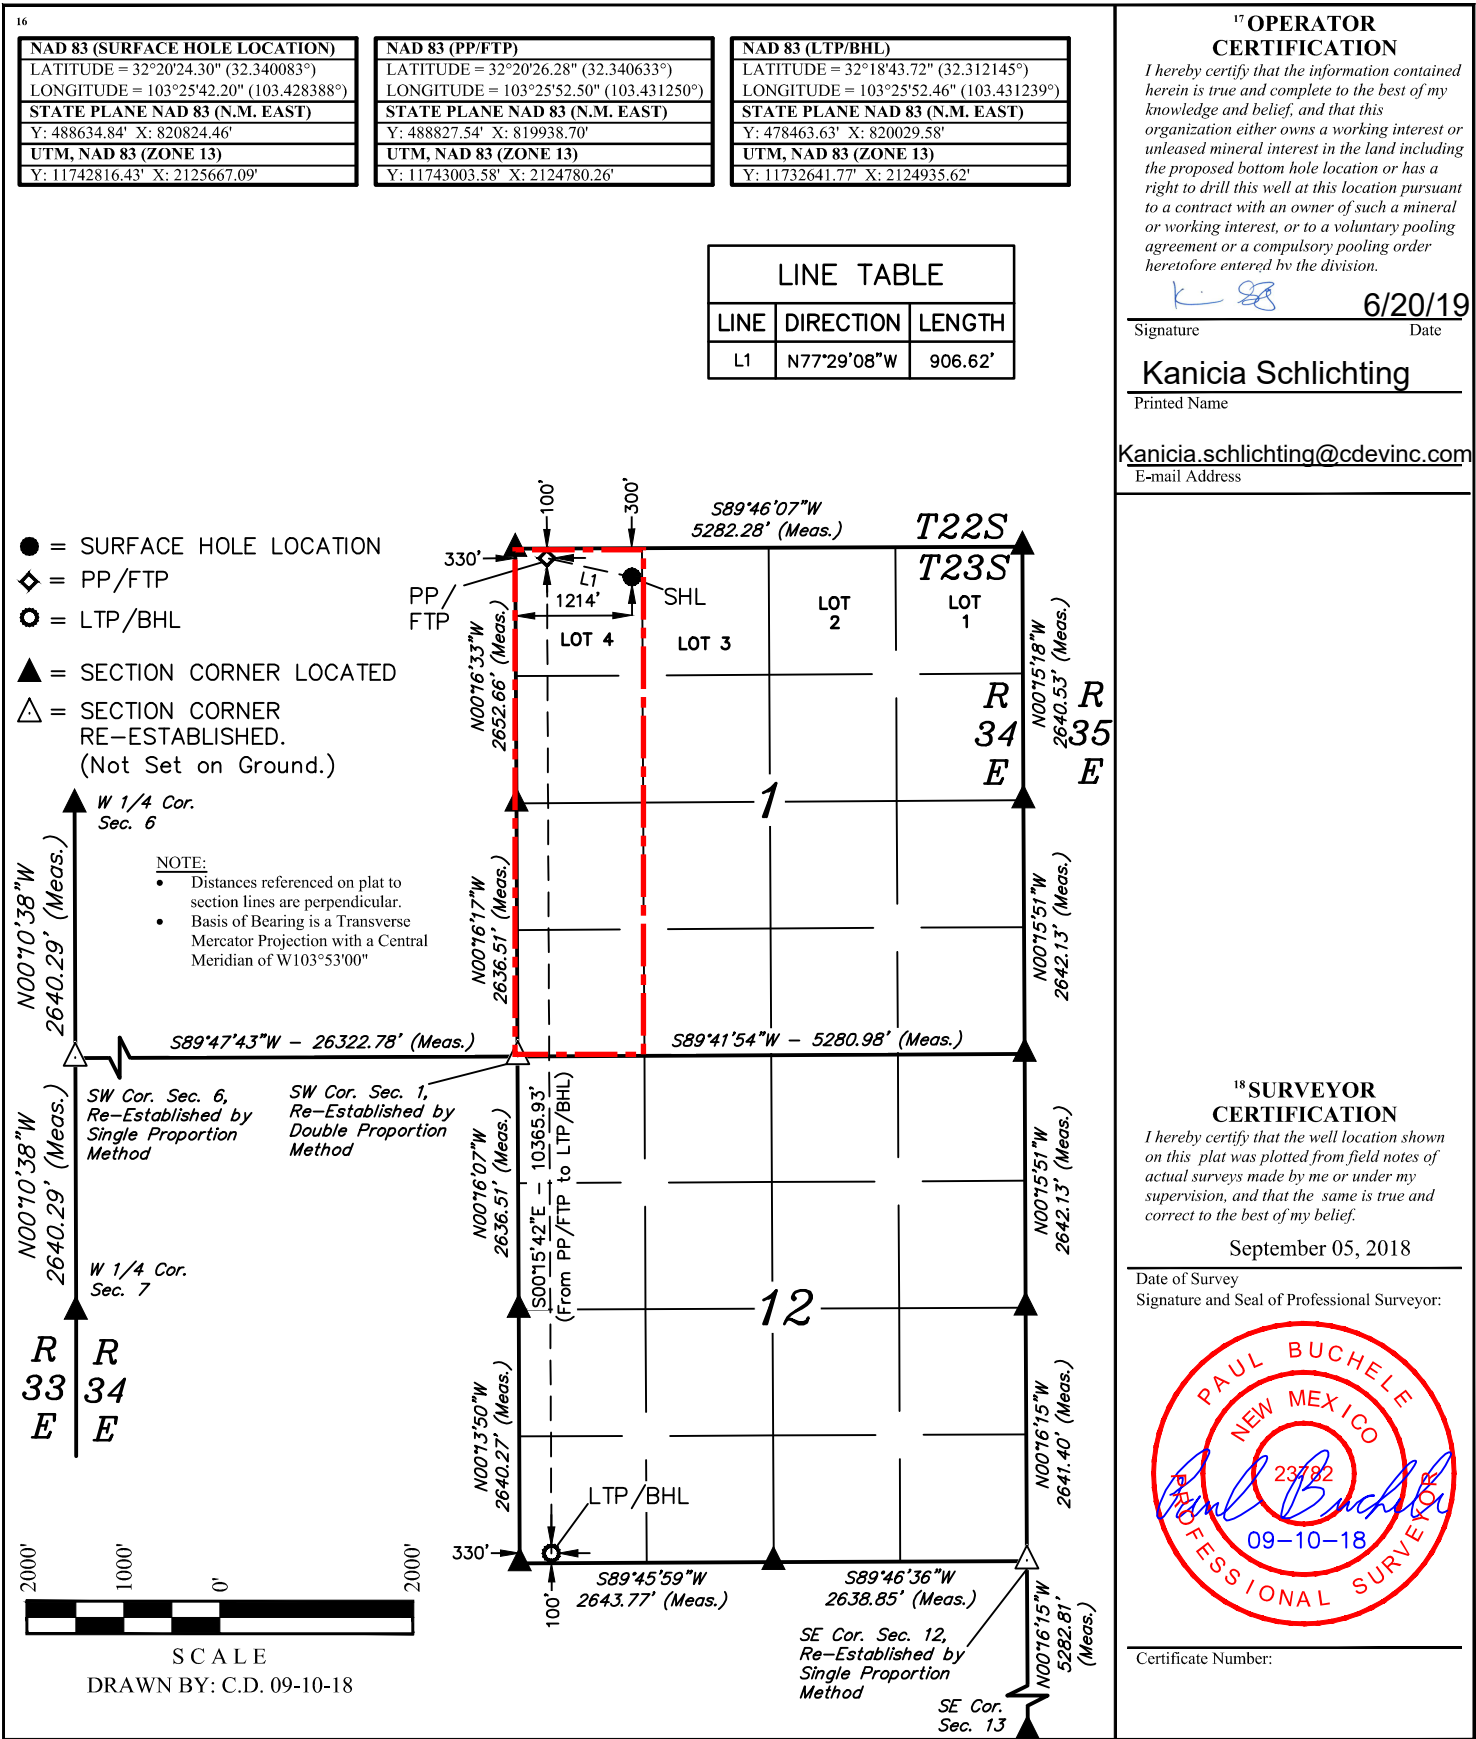 16
NAD 83 (SURFACE HOLE LOCATION)
LATITUDE = 32°20'24.30" (32.340083°)
LONGITUDE = 103°25'42.20" (103.428388°)
STATE PLANE NAD 83 (N.M. EAST)
Y: 488634.84' X: 820824.46'
UTM, NAD 83 (ZONE 13)
Y: 11742816.43' X: 2125667.09'
NAD 83 (PP/FTP)
LATITUDE = 32°20'26.28" (32.340633°)
LONGITUDE = 103°25'52.50" (103.431250°)
STATE PLANE NAD 83 (N.M. EAST)
Y: 488827.54' X: 819938.70'
UTM, NAD 83 (ZONE 13)
Y: 11743003.58' X: 2124780.26'
NAD 83 (LTP/BHL)
LATITUDE = 32°18'43.72" (32.312145°)
LONGITUDE = 103°25'52.46" (103.431239°)
STATE PLANE NAD 83 (N.M. EAST)
Y: 478463.63' X: 820029.58'
UTM, NAD 83 (ZONE 13)
Y: 11732641.77' X: 2124935.62'
LINE TABLE
LINE DIRECTION LENGTH
L1 N77°29'08"W 906.62'
● = SURFACE HOLE LOCATION
= PP/FTP
= LTP/BHL
▲ = SECTION CORNER LOCATED
△ = SECTION CORNER
RE-ESTABLISHED.
(Not Set on Ground.)
W 1/4 Cor.
Sec. 6
N00°10'38"W
2640.29' (Meas.)
NOTE:
• Distances referenced on plat to
section lines are perpendicular.
• Basis of Bearing is a Transverse
Mercator Projection with a Central
Meridian of W103°53'00"
S89°47'43"W - 26322.78' (Meas.)
SW Cor. Sec. 6,
Re-Established by
Single Proportion
Method
SW Cor. Sec. 1,
Re-Established by
Double Proportion
Method
N00°10'38"W
2640.29' (Meas.)
W 1/4 Cor.
Sec. 7
R R
33 34
E E
100'
300'
330'
S89°46'07"W
5282.28' (Meas.)
T22S
T23S
PP/
FTP
L1
1214'
SHL
LOT 4
LOT 3
LOT
2
LOT
1
N00°16'33"W
2652.66' (Meas.)
N00°15'18"W
2640.53' (Meas.)
R R
34 35
E E
1
N00°16'17"W
2636.51' (Meas.)
N00°15'51"W
2642.13' (Meas.)
S89°41'54"W - 5280.98' (Meas.)
N00°16'07"W
2636.51' (Meas.)
S00°15'42"E - 10365.93'
(From PP/FTP to LTP/BHL)
N00°15'51"W
2642.13' (Meas.)
12
N00°13'50"W
2640.27' (Meas.)
N00°16'15"W
2641.40' (Meas.)
LTP/BHL
330'
100'
S89°45'59"W
2643.77' (Meas.)
S89°46'36"W
2638.85' (Meas.)
SE Cor. Sec. 12,
Re-Established by
Single Proportion
Method
N00°16'15"W
5282.81'
(Meas.)
SE Cor.
Sec. 13
2000' 1000' 0' 2000'
SCALE
DRAWN BY: C.D. 09-10-18
17 OPERATOR
CERTIFICATION
I hereby certify that the information contained
herein is true and complete to the best of my
knowledge and belief, and that this
organization either owns a working interest or
unleased mineral interest in the land including
the proposed bottom hole location or has a
right to drill this well at this location pursuant
to a contract with an owner of such a mineral
or working interest, or to a voluntary pooling
agreement or a compulsory pooling order
heretofore entered by the division.
6/20/19
Signature Date
Kanicia Schlichting
Printed Name
Kanicia.schlichting@cdevinc.com
E-mail Address
18 SURVEYOR
CERTIFICATION
I hereby certify that the well location shown
on this plat was plotted from field notes of
actual surveys made by me or under my
supervision, and that the same is true and
correct to the best of my belief.
September 05, 2018
Date of Survey
Signature and Seal of Professional Surveyor:
PAUL BUCHELE
NEW MEXICO
23782
Paul Buchele
09-10-18
PROFESSIONAL SURVEYOR
Certificate Number: